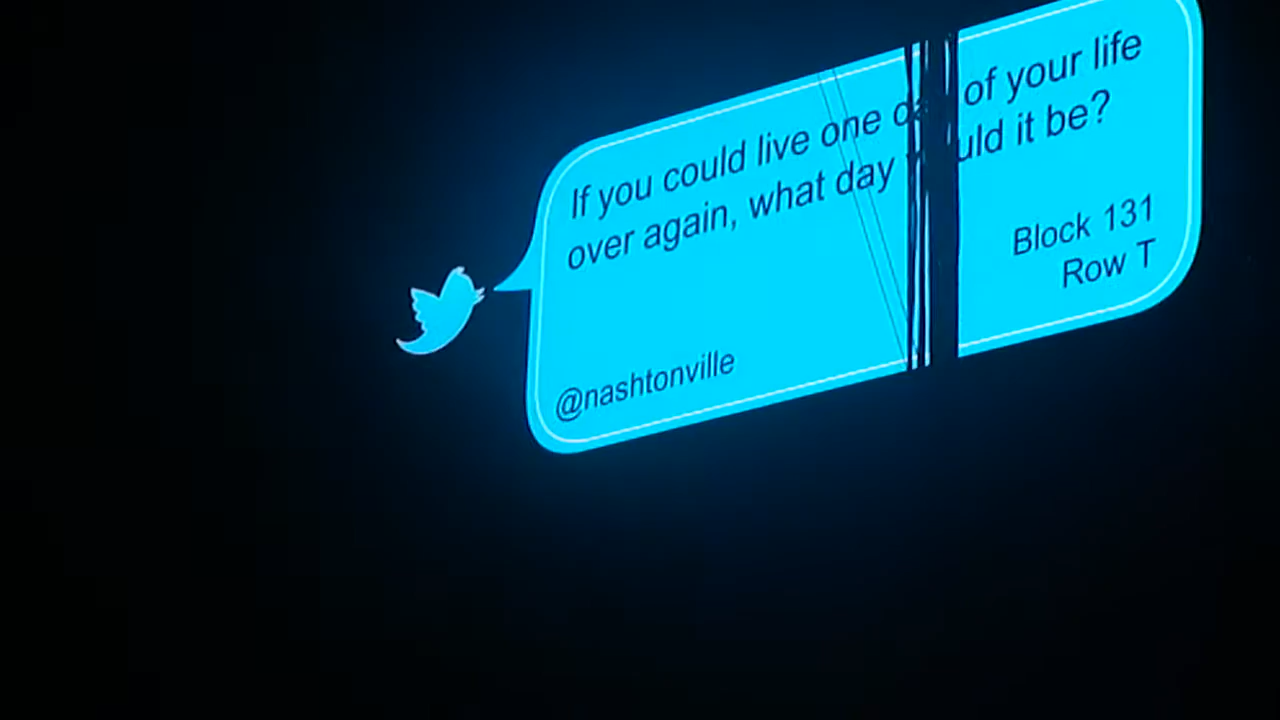 If you could live one of your life
over again, what day it be?
Block 131
Row T
@nashtonville